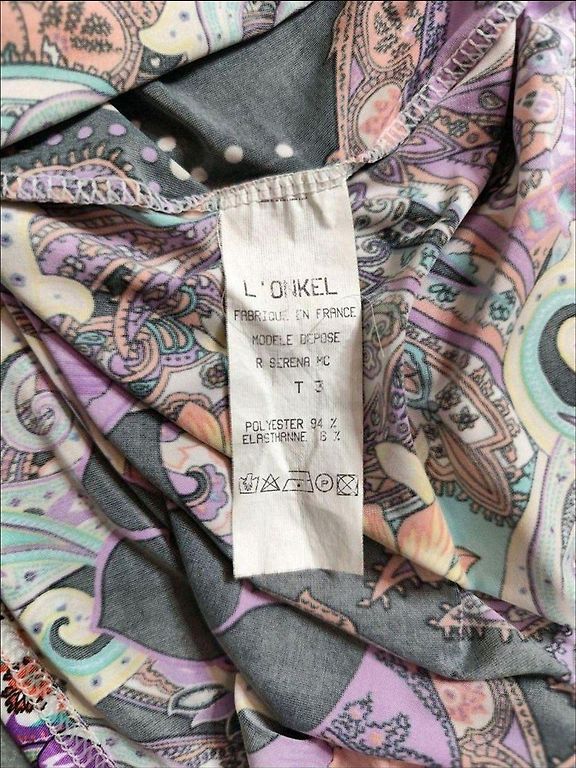 L'ONKEL
FABRIQUE EN FRANCE
MODELE DEPOSE
R SERENA MC
T 3
POLYESTER 94 %
ELASTHANNE 6 %
P